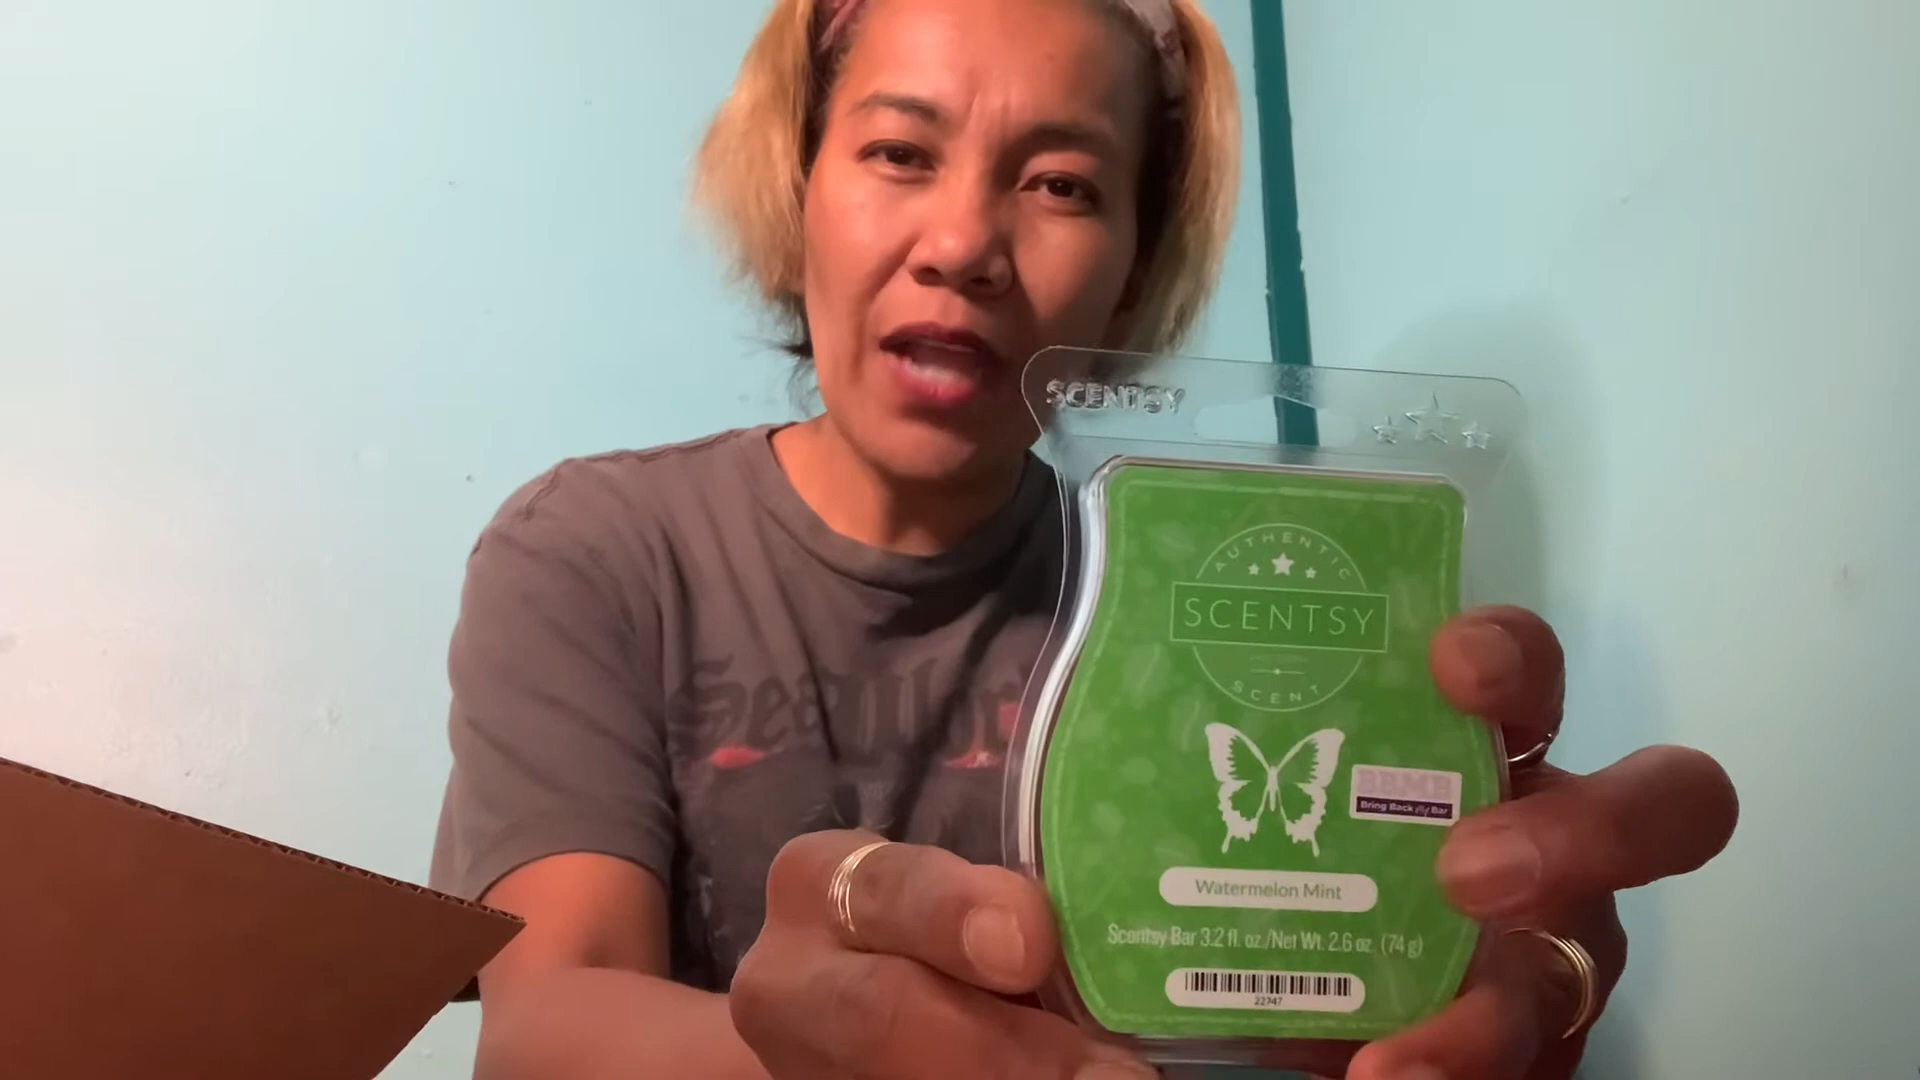 SCENTSY
AUTHENTIC
SCENTSY
SCENT
BBMB
Bring Back My Bar
Watermelon Mint
Scentsy Bar 3.2 fl. oz./Net Wt. 2.6 oz. (74 g)
22747